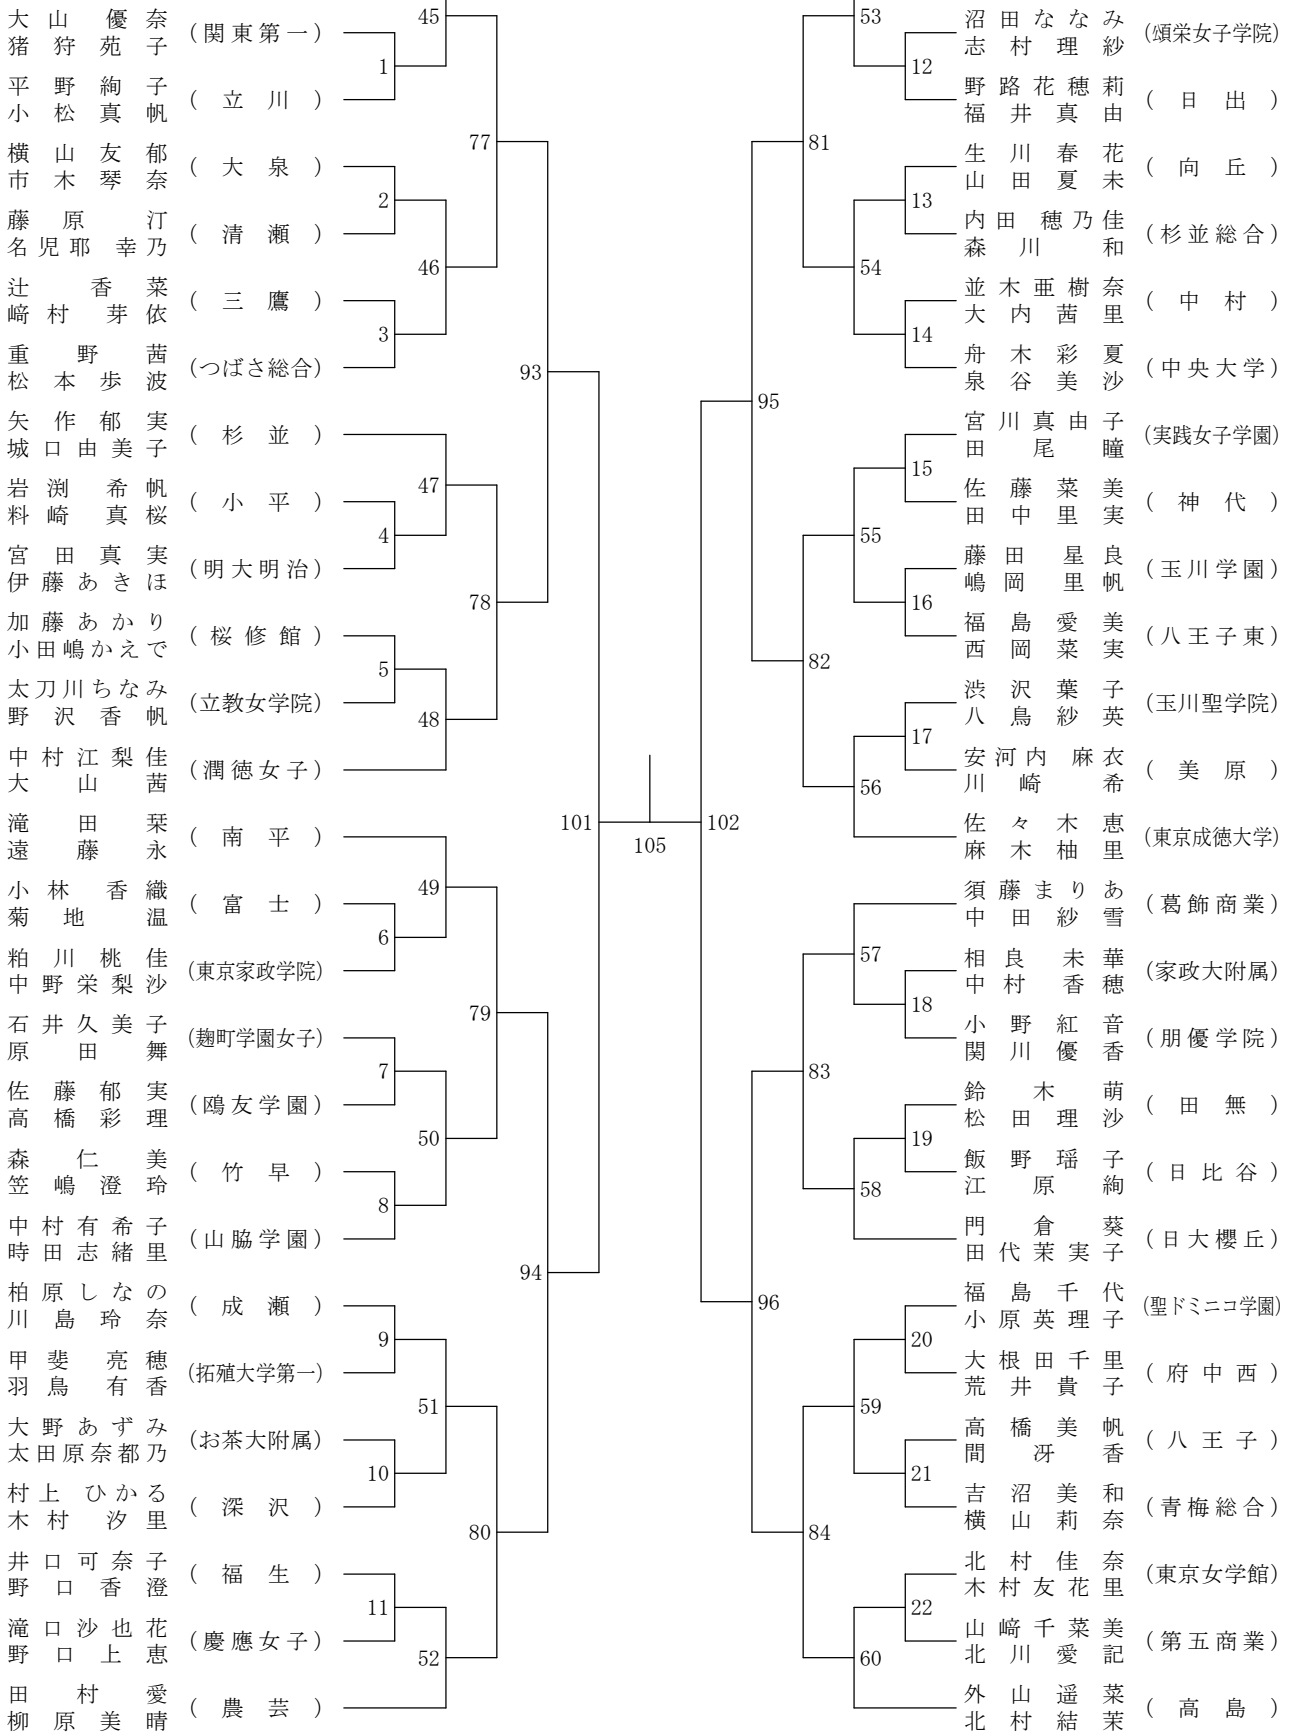 大山優奈
猪狩苑子
(関東第一)
平野絢子
小松真帆
(立川)
横山友郁
市木琴奈
(大泉)
藤原汀
名児耶幸乃
(清瀬)
辻香菜
﨑村芽依
(三鷹)
重野茜
松本歩波
(つばさ総合)
矢作郁実
城口由美子
(杉並)
岩渕希帆
料崎真桜
(小平)
宮田真実
伊藤あきほ
(明大明治)
加藤あかり
小田嶋かえで
(桜修館)
太刀川ちなみ
野沢香帆
(立教女学院)
中村江梨佳
大山茜
(潤徳女子)
滝田栞
遠藤永
(南平)
小林香織
菊地温
(富士)
粕川桃佳
中野栄梨沙
(東京家政学院)
石井久美子
原田舞
(麹町学園女子)
佐藤郁実
高橋彩理
(鴎友学園)
森仁美
笠嶋澄玲
(竹早)
中村有希子
時田志緒里
(山脇学園)
柏原しなの
川島玲奈
(成瀬)
甲斐亮穂
羽鳥有香
(拓殖大学第一)
大野あずみ
太田原奈都乃
(お茶大附属)
村上ひかる
木村汐里
(深沢)
井口可奈子
野口香澄
(福生)
滝口沙也花
野口上恵
(慶應女子)
田村愛
柳原美晴
(農芸)
1
2
3
4
5
6
7
8
9
10
11
45
46
47
48
49
50
51
52
77
78
79
80
93
94
101
105
102
95
96
81
82
83
84
53
54
55
56
57
58
59
60
12
13
14
15
16
17
18
19
20
21
22
沼田ななみ
志村理紗
(頌栄女子学院)
野路花穂莉
福井真由
(日出)
生川春花
山田夏未
(向丘)
内田穂乃佳
森川和
(杉並総合)
並木亜樹奈
大内茜里
(中村)
舟木彩夏
泉谷美沙
(中央大学)
宮川真由子
田尾瞳
(実践女子学園)
佐藤菜美
田中里実
(神代)
藤田星良
嶋岡里帆
(玉川学園)
福島愛美
西岡菜実
(八王子東)
渋沢葉子
八鳥紗英
(玉川聖学院)
安河内麻衣
川崎希
(美原)
佐々木恵
麻木柚里
(東京成徳大学)
須藤まりあ
中田紗雪
(葛飾商業)
相良未華
中村香穂
(家政大附属)
小野紅音
関川優香
(朋優学院)
鈴木萌
松田理沙
(田無)
飯野瑶子
江原絢
(日比谷)
門倉葵
田代茉実子
(日大櫻丘)
福島千代
小原英理子
(聖ドミニコ学園)
大根田千里
荒井貴子
(府中西)
高橋美帆
間冴香
(八王子)
吉沼美和
横山莉奈
(青梅総合)
北村佳奈
木村友花里
(東京女学館)
山﨑千菜美
北川愛記
(第五商業)
外山遥菜
北村結茉
(高島)